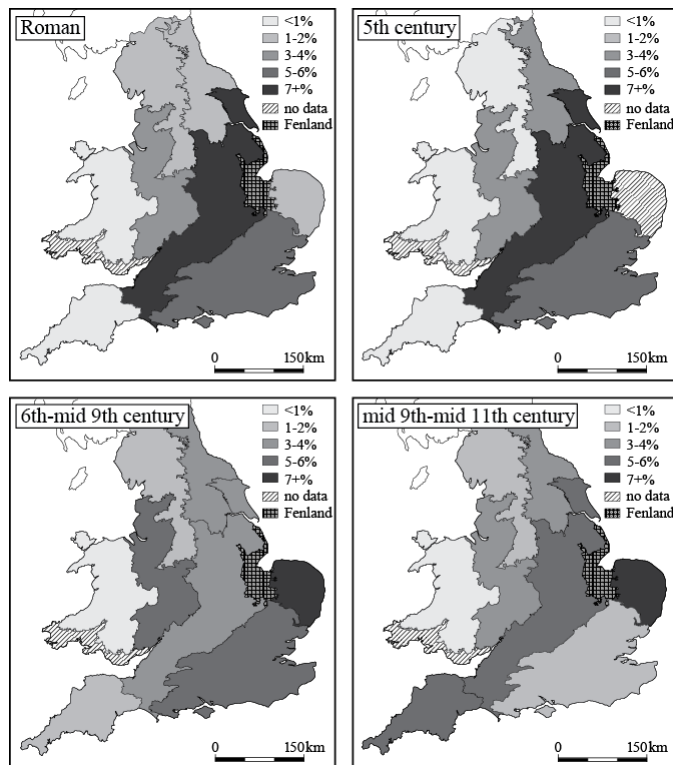 Roman
<1%
1-2%
3-4%
5-6%
7+%
no data
Fenland
0 150km
5th century
<1%
1-2%
3-4%
5-6%
7+%
no data
Fenland
0 150km
6th-mid 9th century
<1%
1-2%
3-4%
5-6%
7+%
no data
Fenland
0 150km
mid 9th-mid 11th century
<1%
1-2%
3-4%
5-6%
7+%
no data
Fenland
0 150km